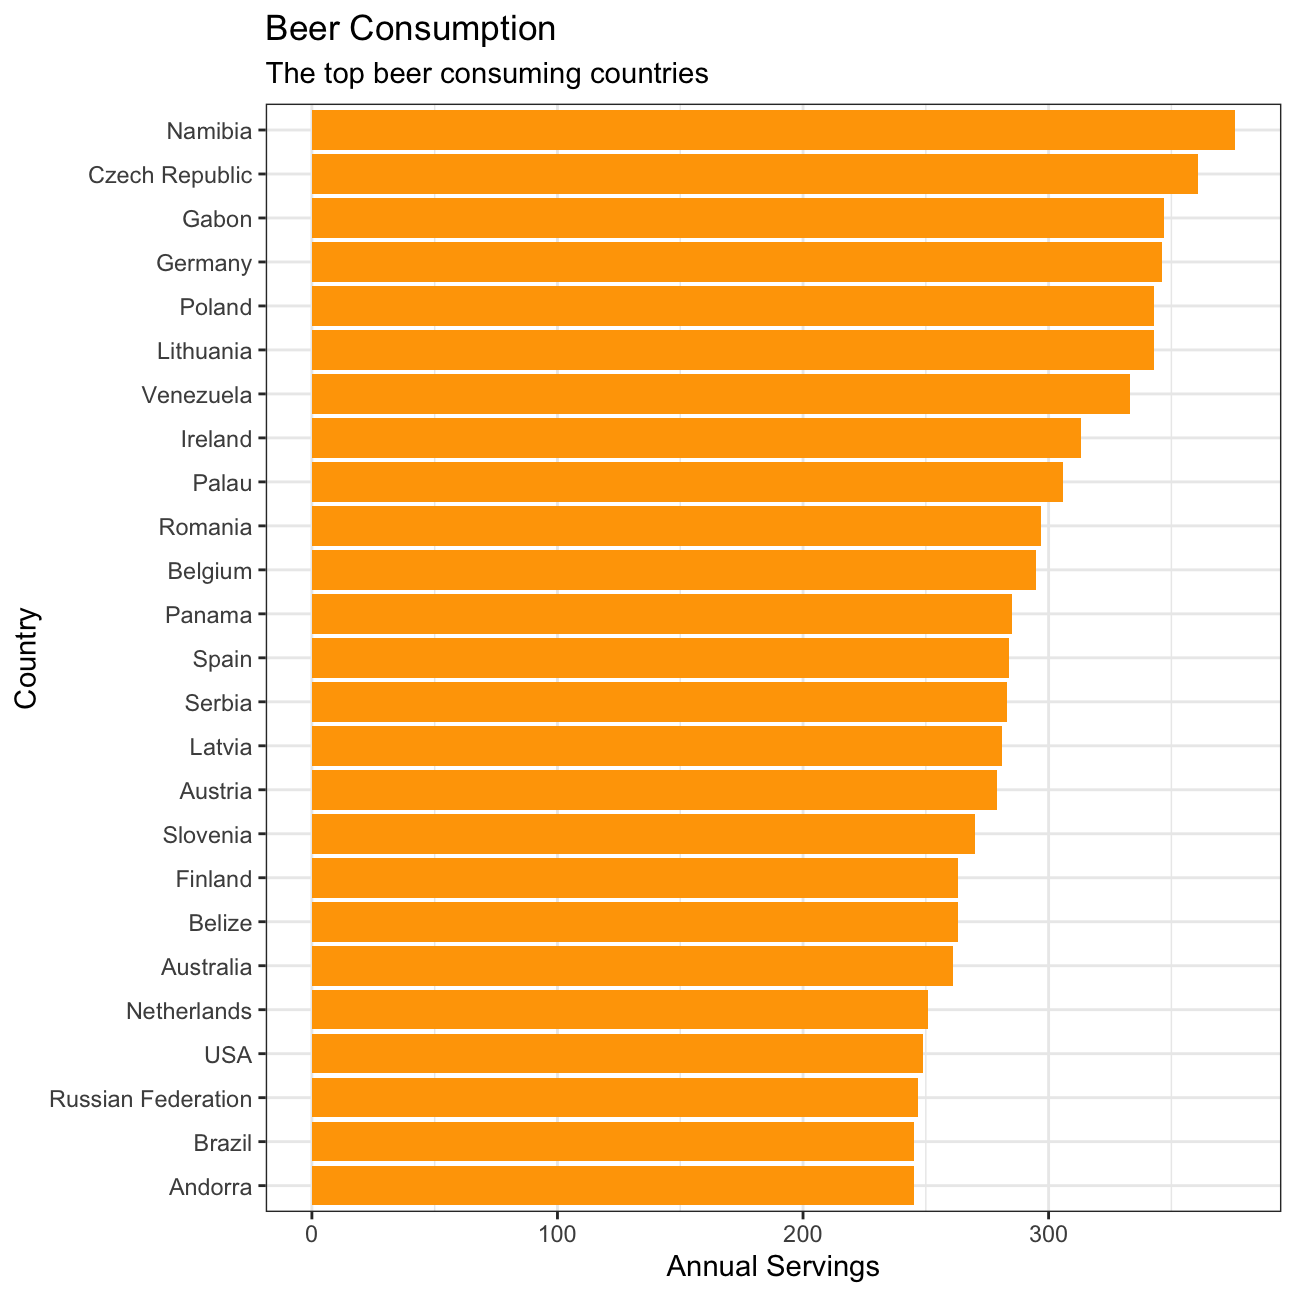 Beer Consumption
The top beer consuming countries
Namibia
Czech Republic
Gabon
Germany
Poland
Lithuania
Venezuela
Ireland
Palau
Romania
Belgium
Panama
Spain
Serbia
Latvia
Austria
Slovenia
Finland
Belize
Australia
Netherlands
USA
Russian Federation
Brazil
Andorra
Country
0 100 200 300
Annual Servings